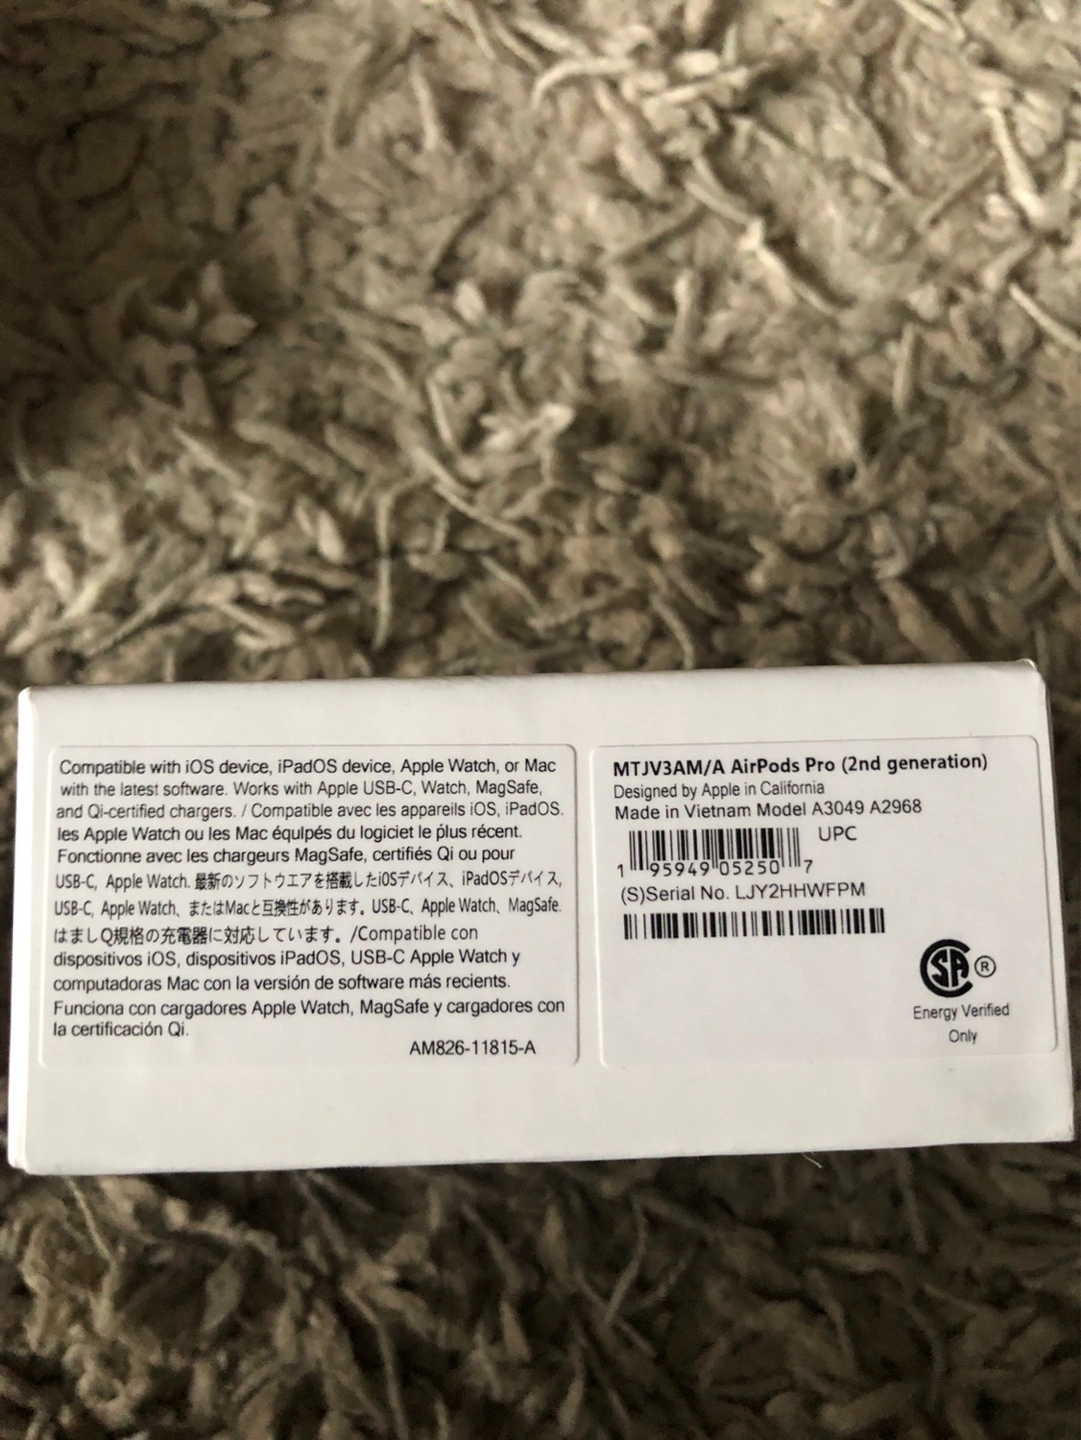 Compatible with iOS device, iPadOS device, Apple Watch, or Mac
with the latest software. Works with Apple USB-C, Watch, MagSafe,
and Qi-certified chargers. / Compatible avec les appareils iOS, iPadOS.
les Apple Watch ou les Mac équipés du logiciet le plus récent.
Fonctionne avec les chargeurs MagSafe, certifiés Qi ou pour
USB-C, Apple Watch. 最新のソフトウエアを搭載したiOSデバイス、iPadOSデバイス,
USB-C, Apple Watch、またはMacと互換性があります。USB-C、Apple Watch、MagSafe.
はましQ規格の充電器に対応しています。/Compatible con
dispositivos iOS, dispositivos iPadOS, USB-C Apple Watch y
computadoras Mac con la versión de software más recients.
Funciona con cargadores Apple Watch, MagSafe y cargadores con
la certificación Qi.
AM826-11815-A
MTJV3AM/A AirPods Pro (2nd generation)
Designed by Apple in California
Made in Vietnam Model A3049 A2968
UPC
1 95949 05250 7
(S)Serial No. LJY2HHWFPM
SA ®
Energy Verified
Only